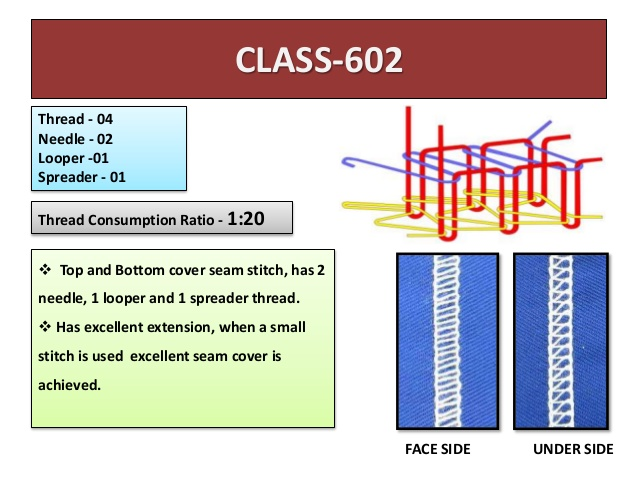 CLASS-602
Thread - 04
Needle - 02
Looper -01
Spreader - 01
Thread Consumption Ratio - 1:20
❖ Top and Bottom cover seam stitch, has 2
needle, 1 looper and 1 spreader thread.
❖ Has excellent extension, when a small
stitch is used excellent seam cover is
achieved.
FACE SIDE
UNDER SIDE